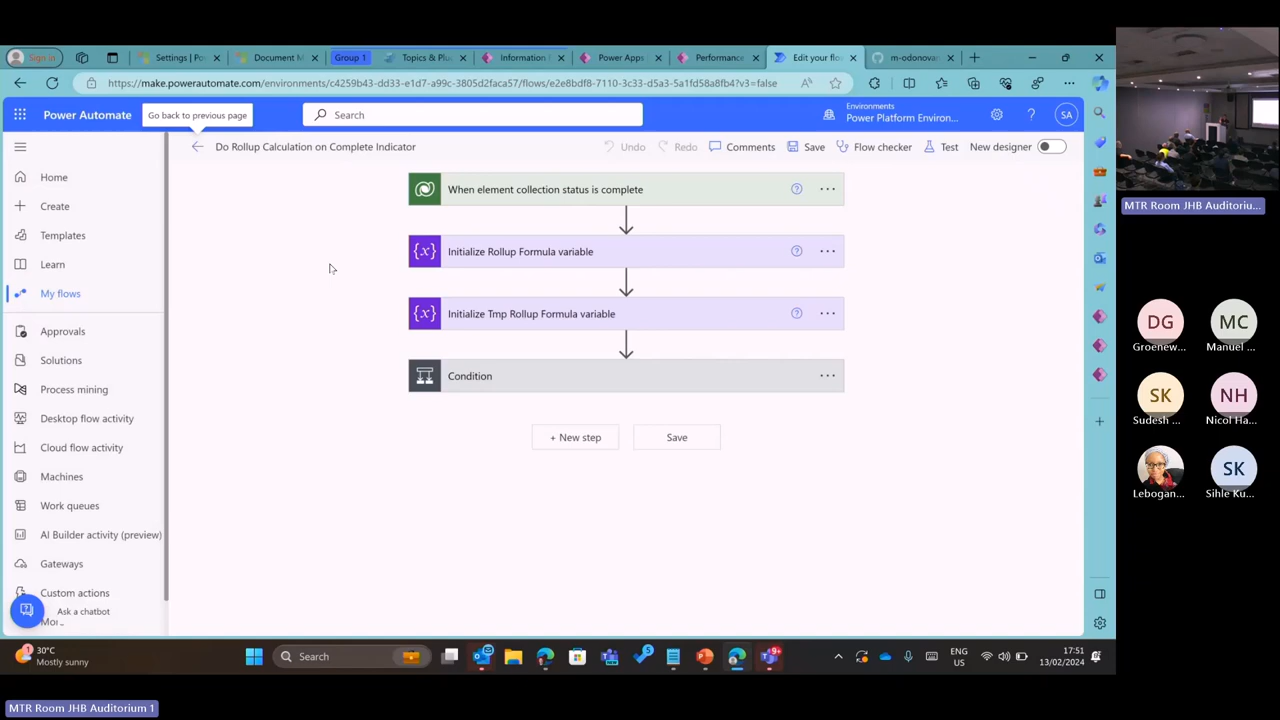 Sign in
Settings | Po
Document M
Group 1
Topics & Plu
Information
Power Apps
Performance
Edit your flo
m-odonovan
https://make.powerautomate.com/environments/c4259b43-dd33-e1d7-a99c-3805d2faca57/flows/e2e8bdf8-7110-3c33-d5a3-5a1fd58a8fb4?v3=false
Power Automate
Go back to previous page
Search
Environments
Power Platform Environ...
SA
Do Rollup Calculation on Complete Indicator
Undo
Redo
Comments
Save
Flow checker
Test
New designer
Home
Create
Templates
Learn
My flows
Approvals
Solutions
Process mining
Desktop flow activity
Cloud flow activity
Machines
Work queues
AI Builder activity (preview)
Gateways
Custom actions
Ask a chatbot
When element collection status is complete
{x} Initialize Rollup Formula variable
{x} Initialize Tmp Rollup Formula variable
Condition
+ New step
Save
MTR Room JHB Auditoriu...
DG
Groenew...
MC
Manuel ...
SK
Sudesh ...
NH
Nicol Ha...
Lebogan...
SK
Sihle Ku...
30°C
Mostly sunny
Search
ENG
US
17:51
13/02/2024
MTR Room JHB Auditorium 1